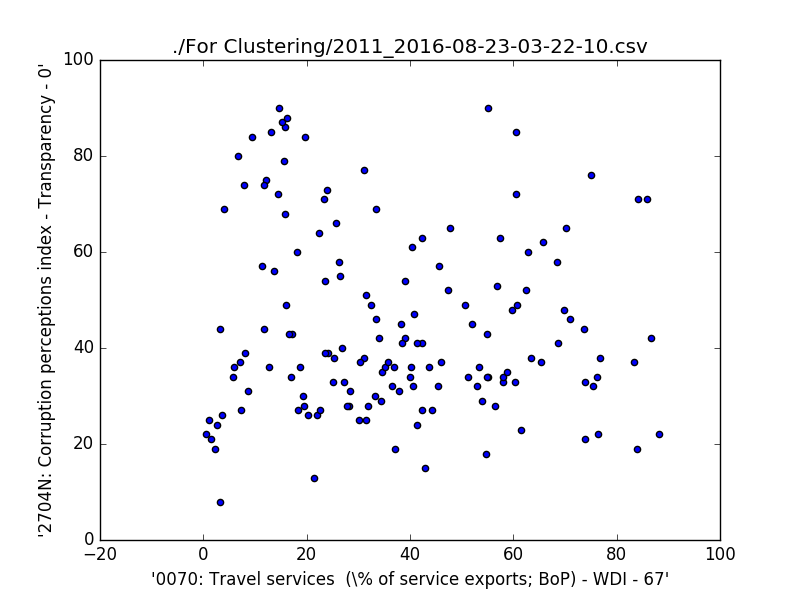 ./For Clustering/2011_2016-08-23-03-22-10.csv
100
80
60
40
20
0
'2704N: Corruption perceptions index - Transparency - 0'
−20 0 20 40 60 80 100
'0070: Travel services  (\% of service exports; BoP) - WDI - 67'